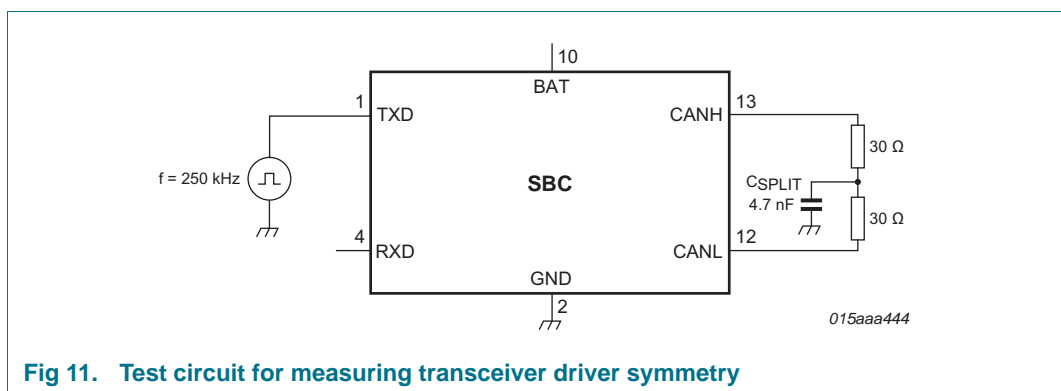 10
BAT
1
TXD
CANH
13
30 Ω
f = 250 kHz
SBC
CSPLIT
4.7 nF
30 Ω
4
RXD
CANL
12
GND
2
015aaa444
Fig 11. Test circuit for measuring transceiver driver symmetry